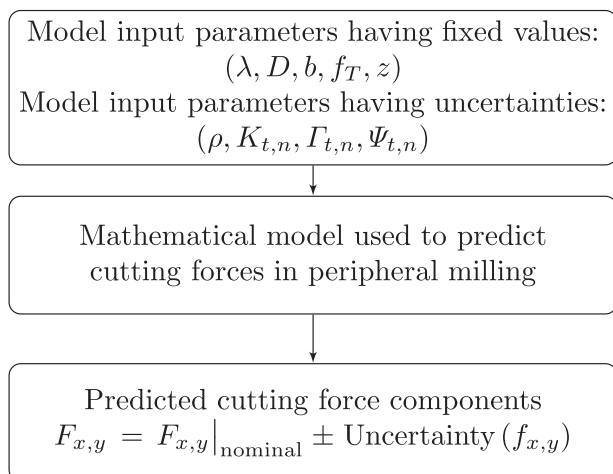 Model input parameters having fixed values:
(λ, D, b, f_T, z)
Model input parameters having uncertainties:
(ρ, K_{t,n}, Γ_{t,n}, Ψ_{t,n})
Mathematical model used to predict
cutting forces in peripheral milling
Predicted cutting force components
F_{x,y} = F_{x,y}|_{nominal} ± Uncertainty (f_{x,y})